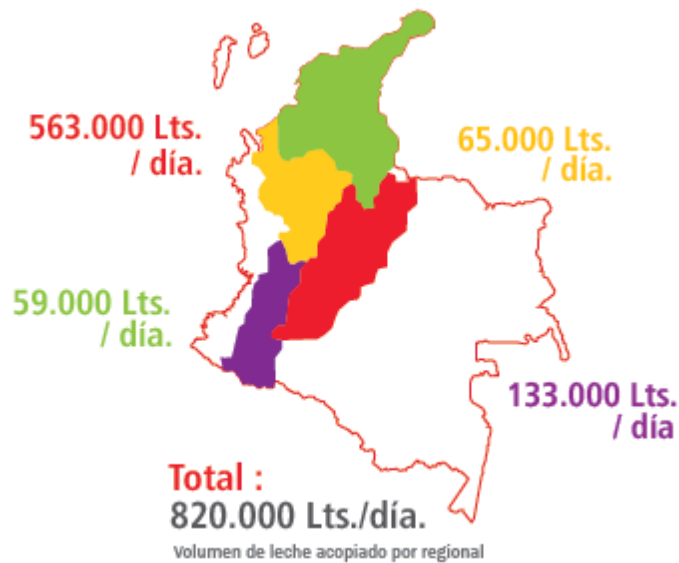 563.000 Lts.
/ día.
65.000 Lts.
/ día.
59.000 Lts.
/ día.
133.000 Lts.
/ día
Total :
820.000 Lts./día.
Volumen de leche acopiado por regional